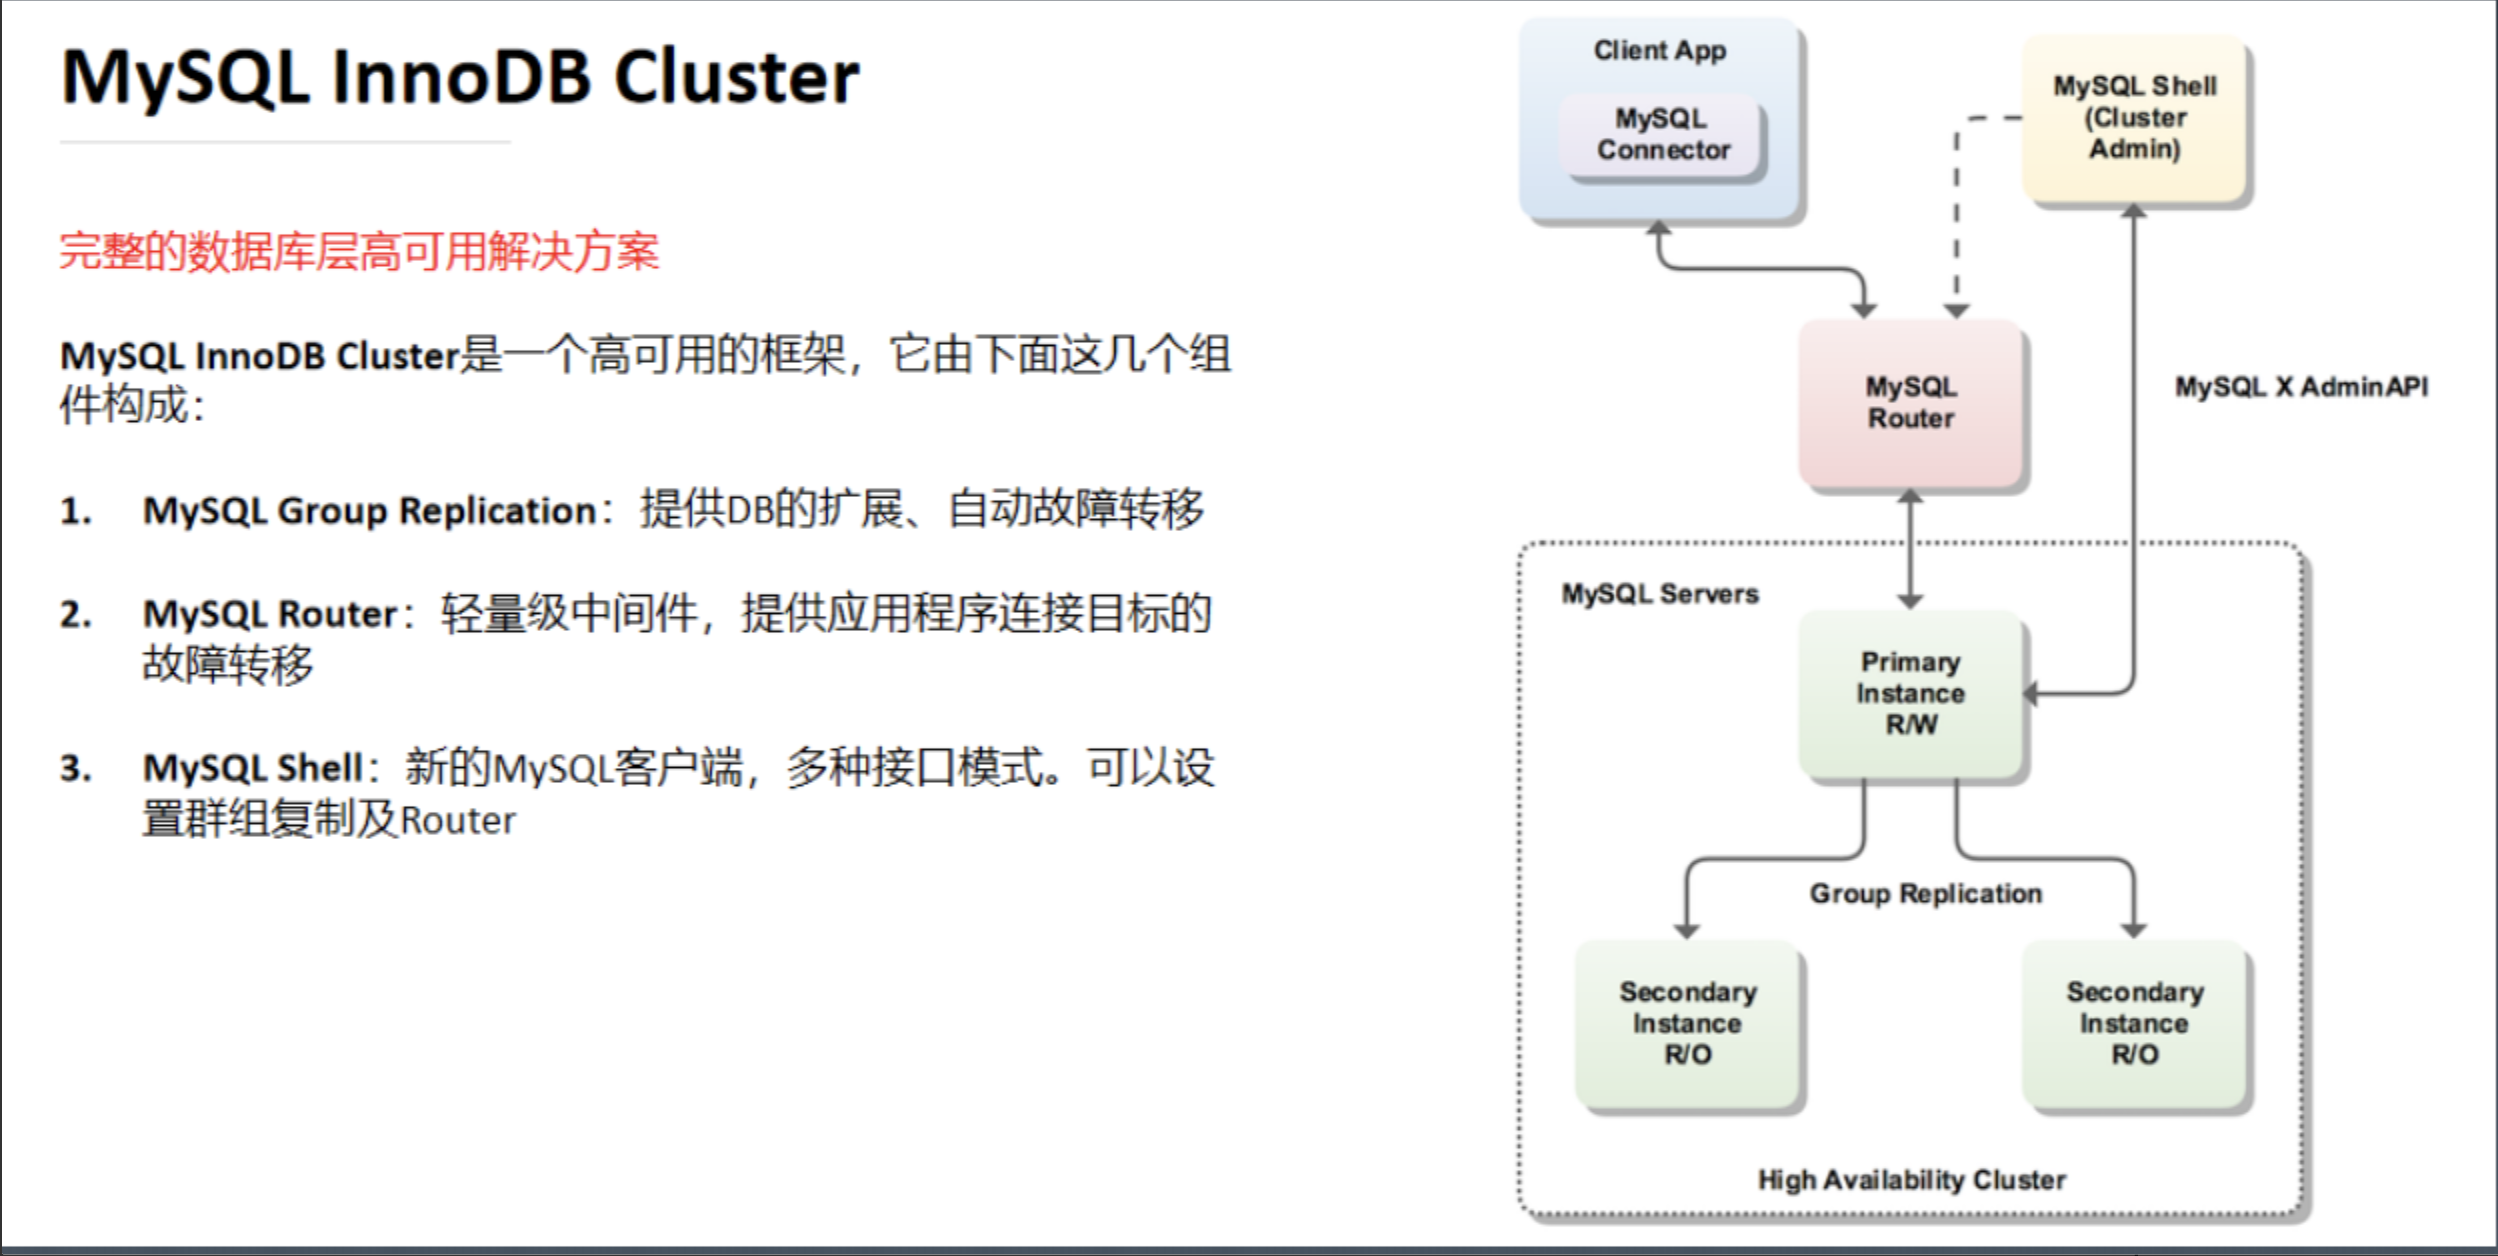 MySQL InnoDB Cluster
完整的数据库层高可用解决方案
MySQL InnoDB Cluster是一个高可用的框架，它由下面这几个组
件构成：
1. MySQL Group Replication：提供DB的扩展、自动故障转移
2. MySQL Router：轻量级中间件，提供应用程序连接目标的
故障转移
3. MySQL Shell：新的MySQL客户端，多种接口模式。可以设
置群组复制及Router
Client App
MySQL
Connector
MySQL Shell
(Cluster
Admin)
MySQL
Router
MySQL X AdminAPI
MySQL Servers
Primary
Instance
R/W
Group Replication
Secondary
Instance
R/O
Secondary
Instance
R/O
High Availability Cluster